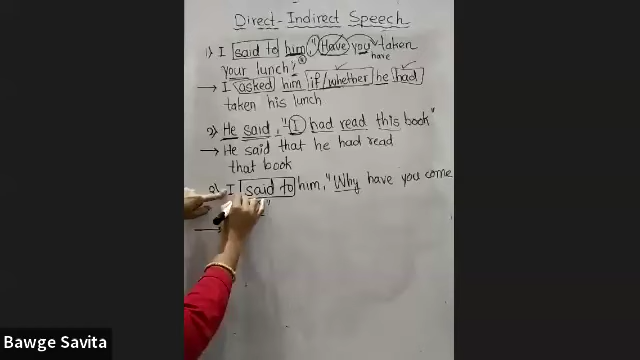 Direct-Indirect Speech
1) I said to him, "Have you taken
have
your lunch?"
→ I asked him if/whether he had
taken his lunch
2) He said, "I had read this book"
→ He said that he had read
that book
I said to him, "Why have you come
"
→
Bawge Savita